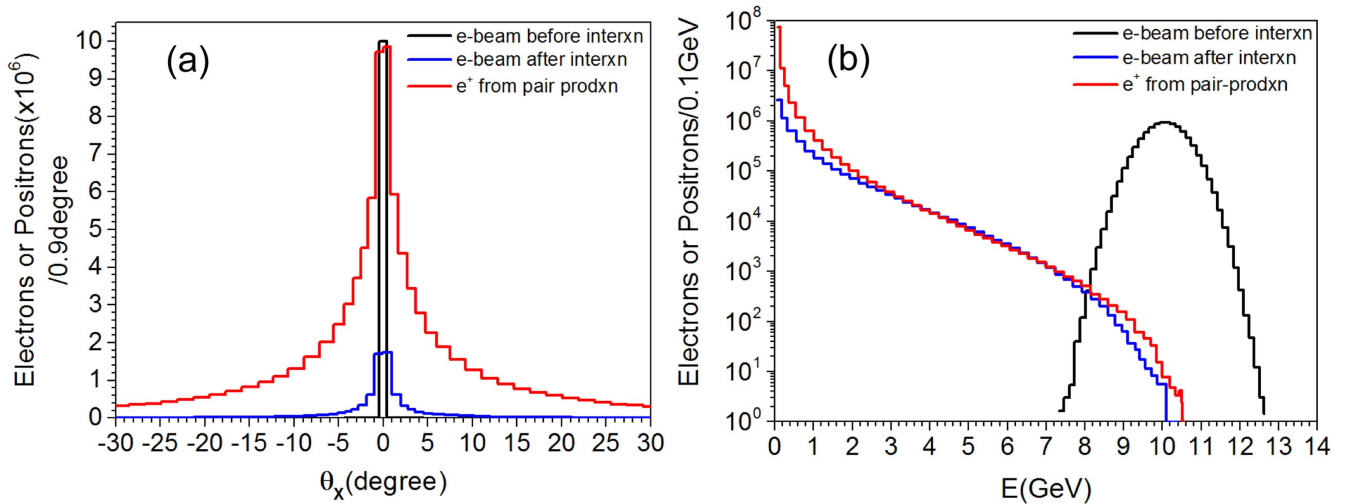 (a)
e-beam before interxn
e-beam after interxn
e⁺ from pair prodxn
Electrons or Positrons(x10⁶)
/0.9degree
10
9
8
7
6
5
4
3
2
1
0
-30 -20 -15 -10 -5 0 5 10 15 20 25 30
θₓ(degree)
(b)
e-beam before interxn
e-beam after interxn
e⁺ from pair-prodxn
Electrons or Positrons/0.1GeV
10⁸
10⁷
10⁶
10⁵
10⁴
10³
10²
10¹
10⁰
0 1 2 3 4 5 6 7 8 9 10 11 12 13 14
E(GeV)